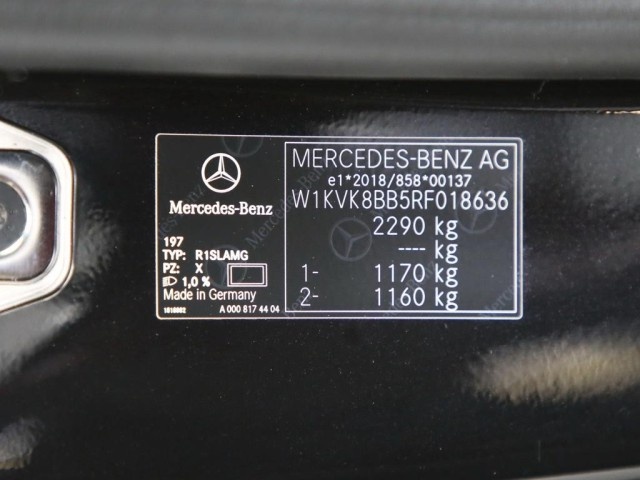 Mercedes-Benz
197
TYP: R1SLAMG
PZ: X
1,0 %
Made in Germany
A 000 817 44 04
MERCEDES-BENZ AG
e1*2018/858*00137
W1KVK8BB5RF018636
2290 kg
---- kg
1- 1170 kg
2- 1160 kg